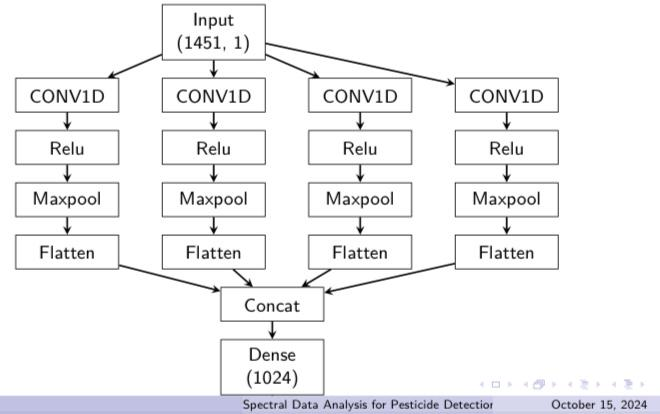 Input
(1451, 1)
CONV1D CONV1D CONV1D CONV1D
Relu Relu Relu Relu
Maxpool Maxpool Maxpool Maxpool
Flatten Flatten Flatten Flatten
Concat
Dense
(1024)
Spectral Data Analysis for Pesticide Detection October 15, 2024